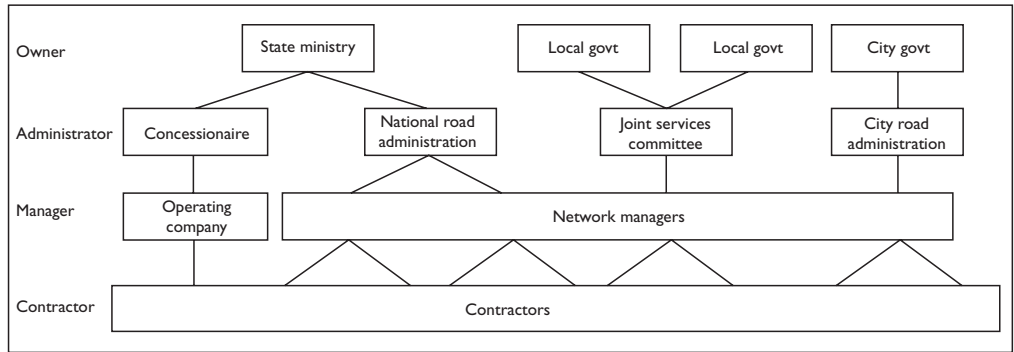 Owner
State ministry
Local govt
Local govt
City govt
Administrator
Concessionaire
National road
administration
Joint services
committee
City road
administration
Manager
Operating
company
Network managers
Contractor
Contractors